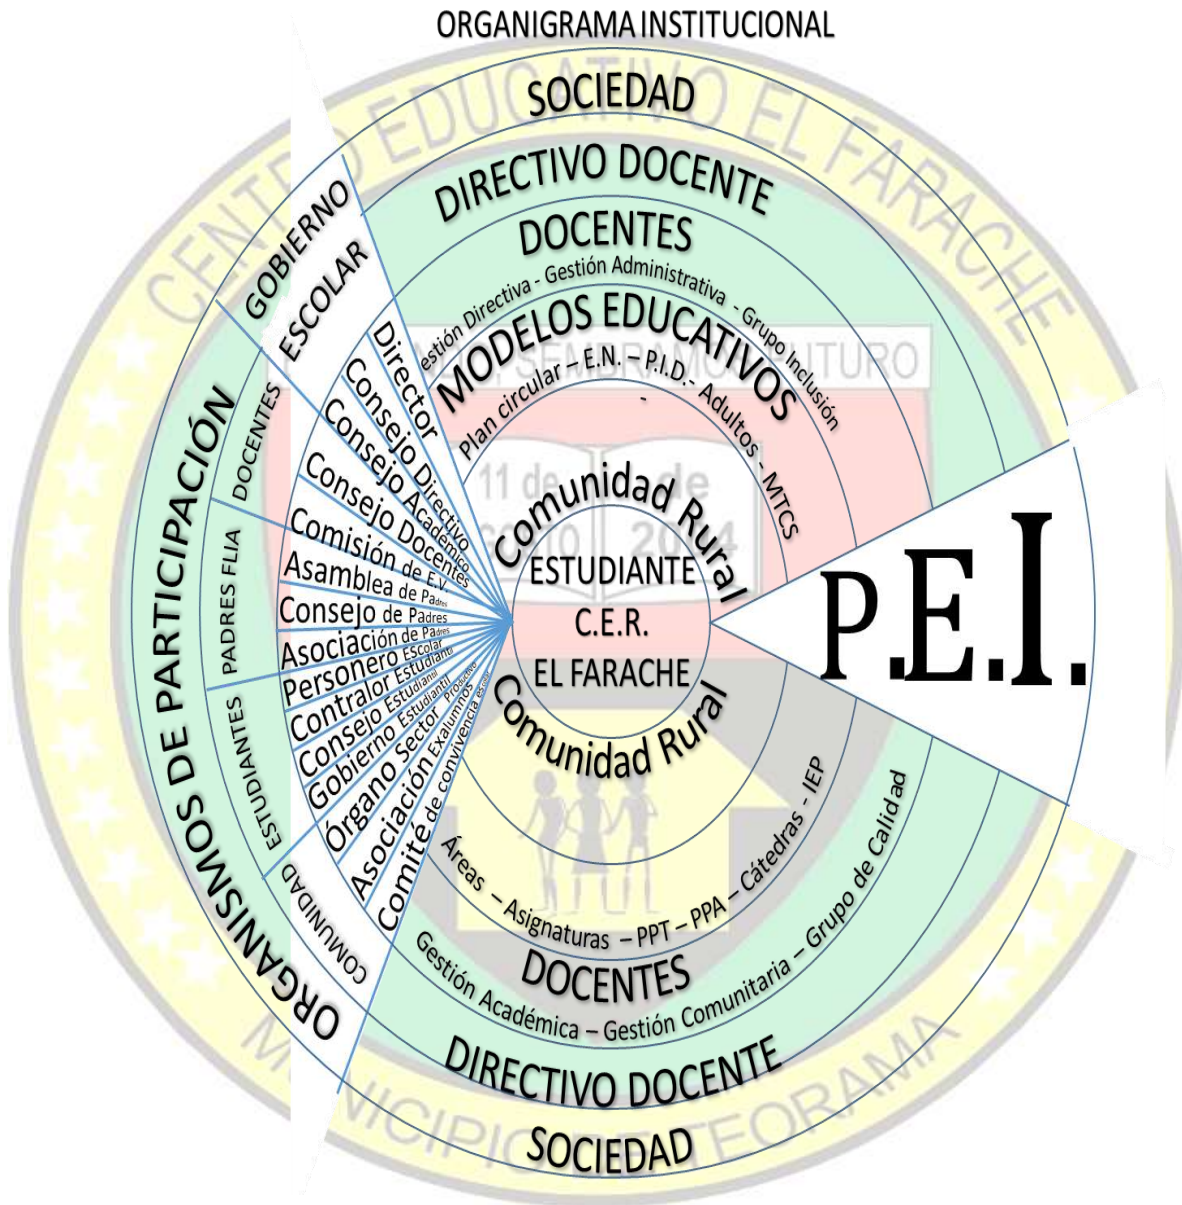 ORGANIGRAMA INSTITUCIONAL
SOCIEDAD
DIRECTIVO DOCENTE
DOCENTES
estión Directiva - Gestión Administrativa - Grupo Inclusión
MODELOS EDUCATIVOS
Plan circular – E.N. – P.I.D.- Adultos - MTCS
-
Comunidad Rural
ESTUDIANTE
C.E.R.
EL FARACHE
Comunidad Rural
Áreas – Asignaturas – PPT – PPA – Cátedras - IEP
DOCENTES
Gestión Académica – Gestión Comunitaria – Grupo de Calidad
DIRECTIVO DOCENTE
SOCIEDAD
P.E.I.
GOBIERNO
ESCOLAR
ORGANISMOS DE PARTICIPACIÓN
DOCENTES
PADRES FLIA
ESTUDIANTES
COMUNIDAD
Director
Consejo Directivo
Consejo Académico
Consejo Docentes
Comisión de E.V.
Asamblea de Padres
Consejo de Padres
Asociación de Padres
Personero EScolar
Contralor Estudiantil
Consejo Estudiantil
Gobierno Estudiantil
Órgano Sector Productivo
Asociación Exalumnos
Comité de convivencia escolar
CENTRO EDUCATIVO EL FARACHE
FUTURO
11 de
de
MUNICIPIO DE TEORAMA